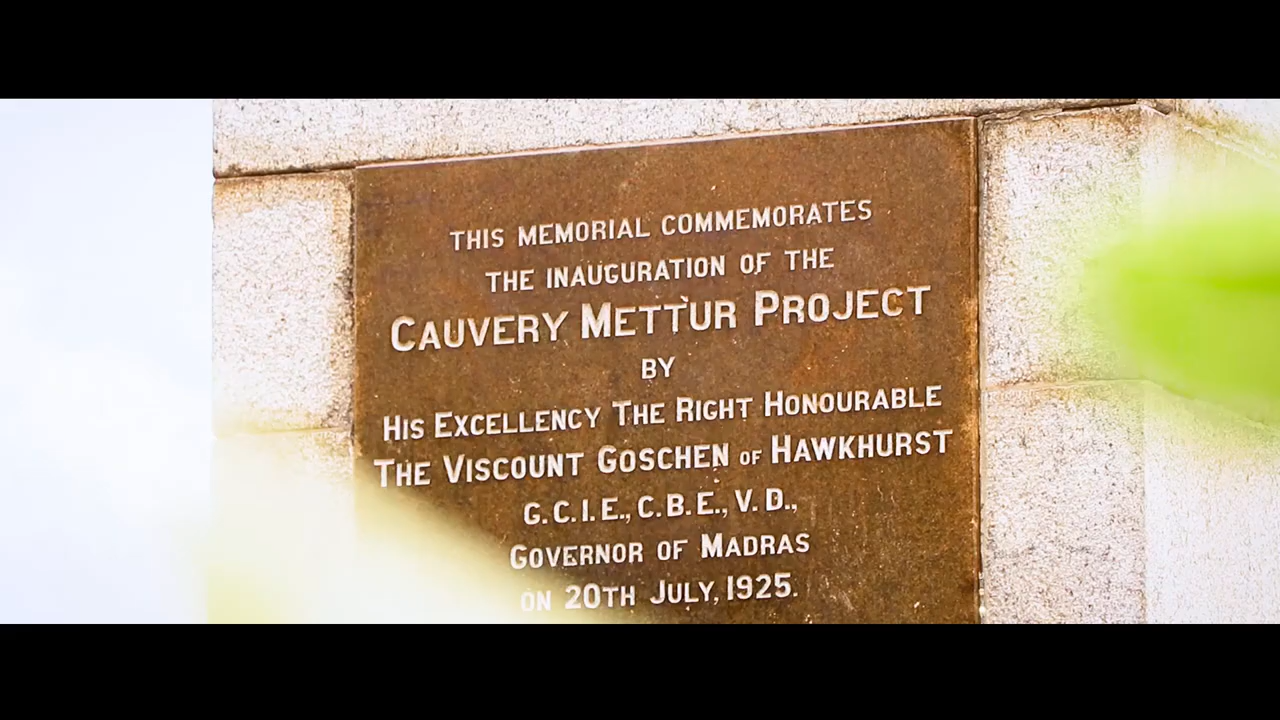 THIS MEMORIAL COMMEMORATES
THE INAUGURATION OF THE
CAUVERY METTUR PROJECT
BY
HIS EXCELLENCY THE RIGHT HONOURABLE
THE VISCOUNT GOSCHEN OF HAWKHURST
G.C.I.E., C.B.E., V.D.,
GOVERNOR OF MADRAS
ON 20TH JULY, 1925.